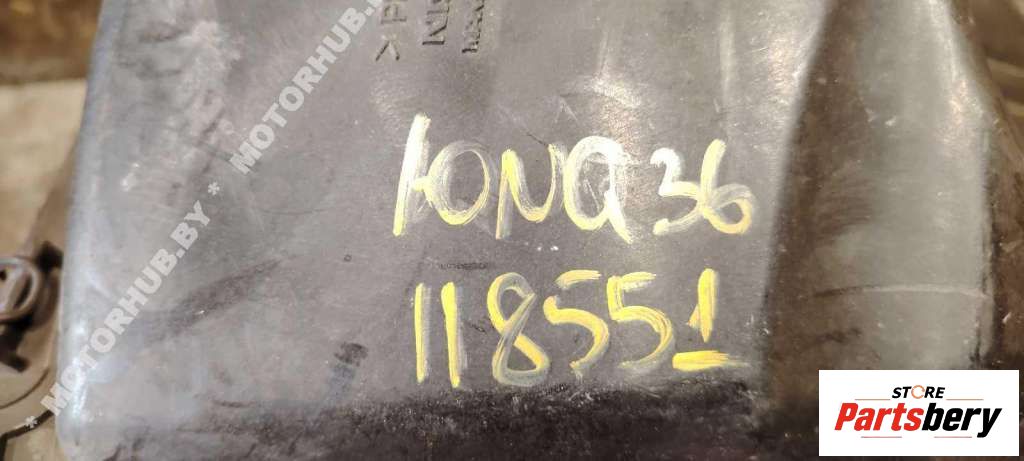 * MOTORHUB.BY * MOTORHUB.BY
>P
ЮNQ36
118551
STORE
Partsbery